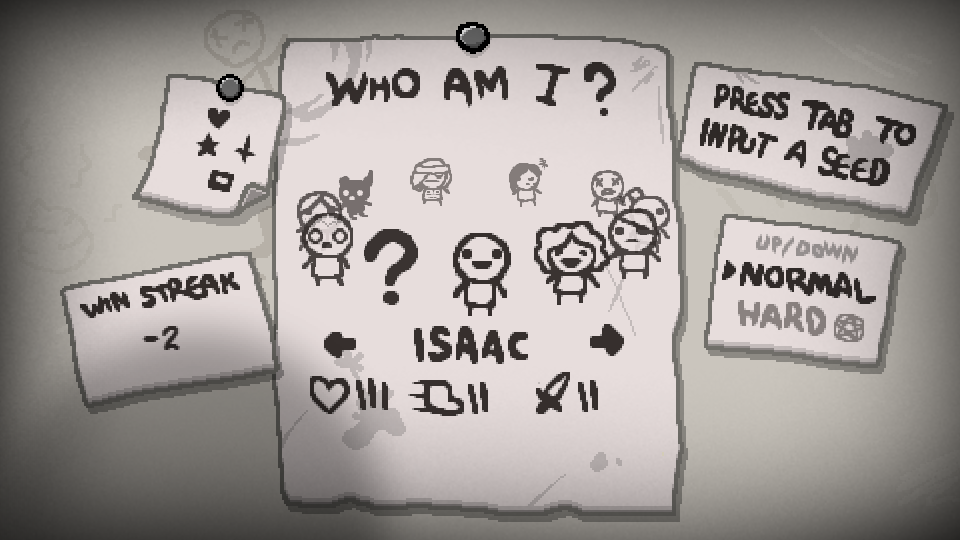 WHO AM I?
PRESS TAB TO
INPUT A SEED
WIN STREAK
-2
UP/DOWN
NORMAL
HARD
?
ISAAC